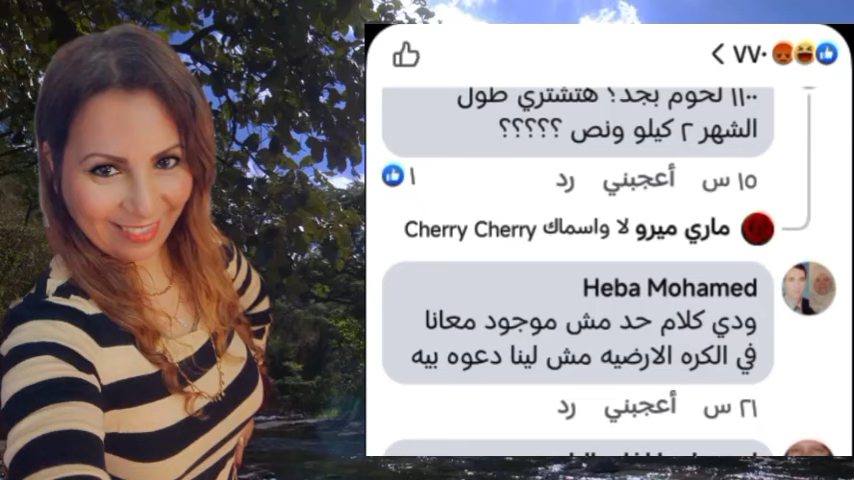 ٧٧٠
١١٠٠ لحوم بجد؟ هتشتري طول
الشهر ٢ كيلو ونص ؟؟؟؟؟
١٥ س أعجبني رد
١
ماري ميرو لا واسماك Cherry Cherry
Heba Mohamed
ودي كلام حد مش موجود معانا
في الكره الارضيه مش لينا دعوه بيه
٢١ س أعجبني رد